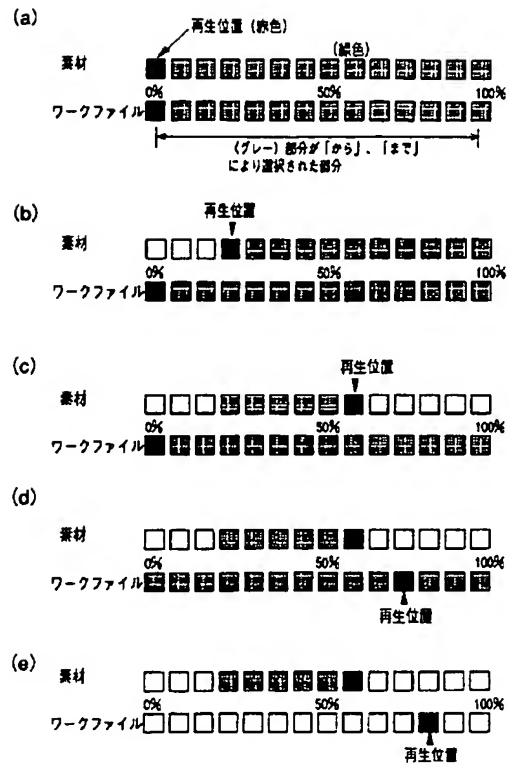 (a)
再生位置(赤色)
素材
(緑色)
0%
50%
100%
ワークファイル
(グレー)部分が「から」、「まで」
により選択された部分
(b)
再生位置
素材
0%
50%
100%
ワークファイル
(c)
再生位置
素材
0%
50%
100%
ワークファイル
(d)
素材
0%
50%
100%
ワークファイル
再生位置
(e)
素材
0%
50%
100%
ワークファイル
再生位置